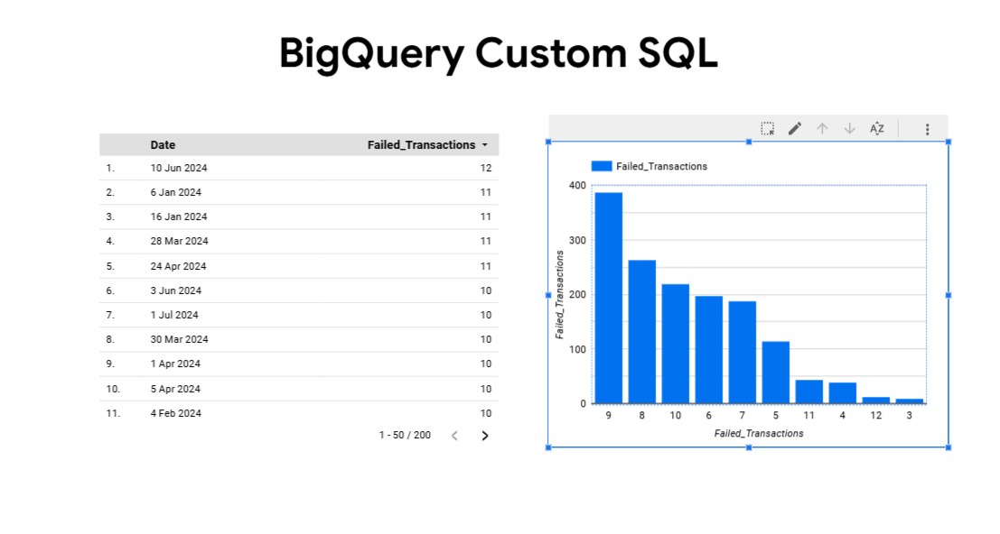 BigQuery Custom SQL
Date Failed_Transactions
1. 10 Jun 2024 12
2. 6 Jan 2024 11
3. 16 Jan 2024 11
4. 28 Mar 2024 11
5. 24 Apr 2024 11
6. 3 Jun 2024 10
7. 1 Jul 2024 10
8. 30 Mar 2024 10
9. 1 Apr 2024 10
10. 5 Apr 2024 10
11. 4 Feb 2024 10
1 - 50 / 200
AZ
Failed_Transactions
400
300
200
100
0
Failed_Transactions
9 8 10 6 7 5 11 4 12 3
Failed_Transactions